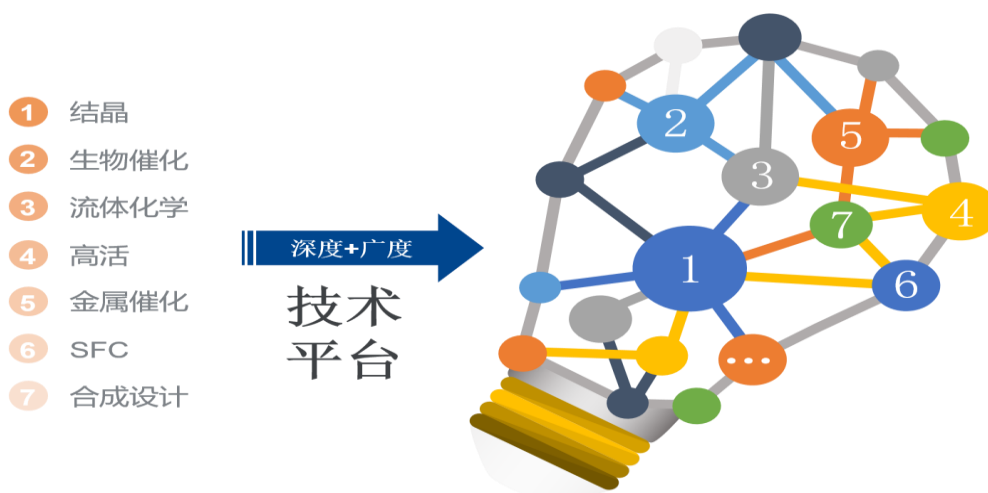 1 结晶
2 生物催化
3 流体化学
4 高活
5 金属催化
6 SFC
7 合成设计
深度+广度
技术
平台
2
5
3
4
7
1
6
...